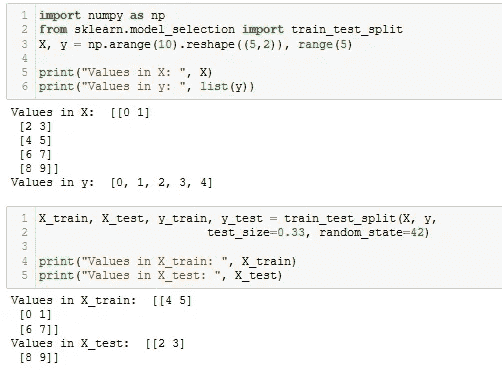 1 import numpy as np
2 from sklearn.model_selection import train_test_split
3 X, y = np.arange(10).reshape((5,2)), range(5)
4
5 print("Values in X: ", X)
6 print("Values in y: ", list(y))
Values in X:  [[0 1]
 [2 3]
 [4 5]
 [6 7]
 [8 9]]
Values in y:  [0, 1, 2, 3, 4]
1 X_train, X_test, y_train, y_test = train_test_split(X, y,
2                         test_size=0.33, random_state=42)
3
4 print("Values in X_train: ", X_train)
5 print("Values in X_test: ", X_test)
Values in X_train:  [[4 5]
 [0 1]
 [6 7]]
Values in X_test:  [[2 3]
 [8 9]]